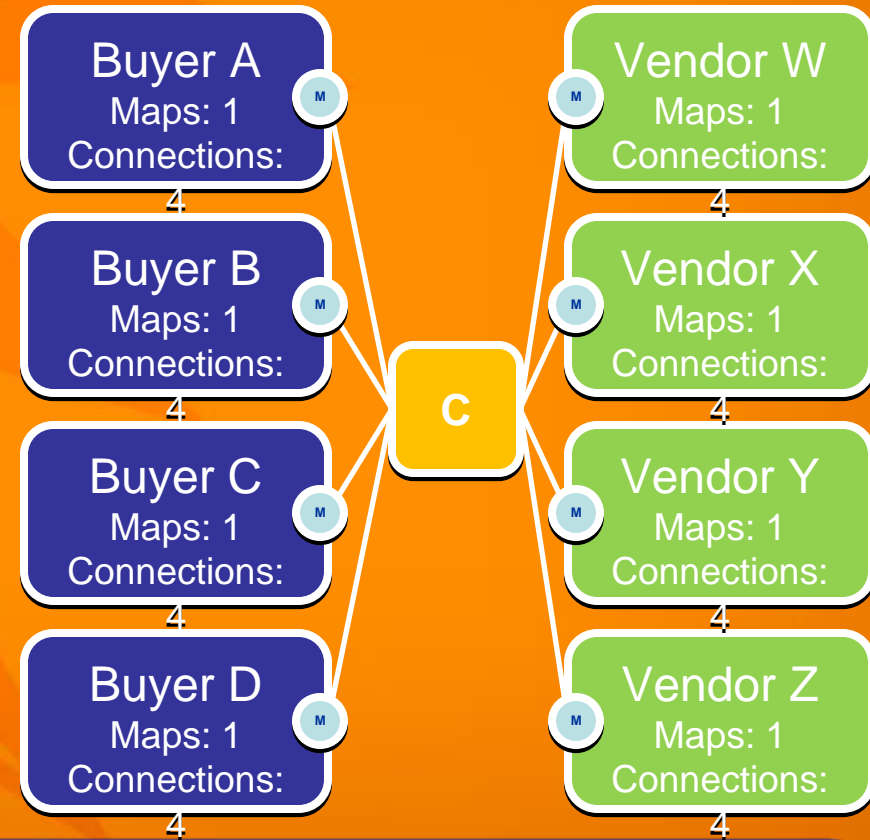 Buyer A
Maps: 1
Connections:
4
M
Buyer B
Maps: 1
Connections:
4
M
Buyer C
Maps: 1
Connections:
4
M
Buyer D
Maps: 1
Connections:
4
M
C
Vendor W
Maps: 1
Connections:
4
M
Vendor X
Maps: 1
Connections:
4
M
Vendor Y
Maps: 1
Connections:
4
M
Vendor Z
Maps: 1
Connections:
4
M